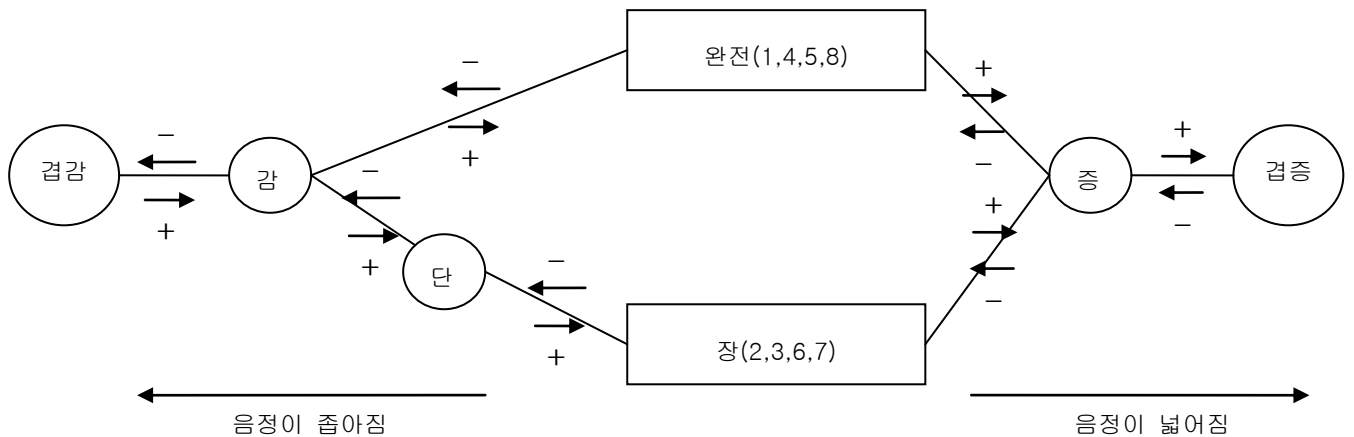 완전(1,4,5,8)
−
+
+
−
−
+
겹감
감
−
+
−
+
증
겹증
+
−
+
−
단
−
+
장(2,3,6,7)
음정이 좁아짐
음정이 넓어짐